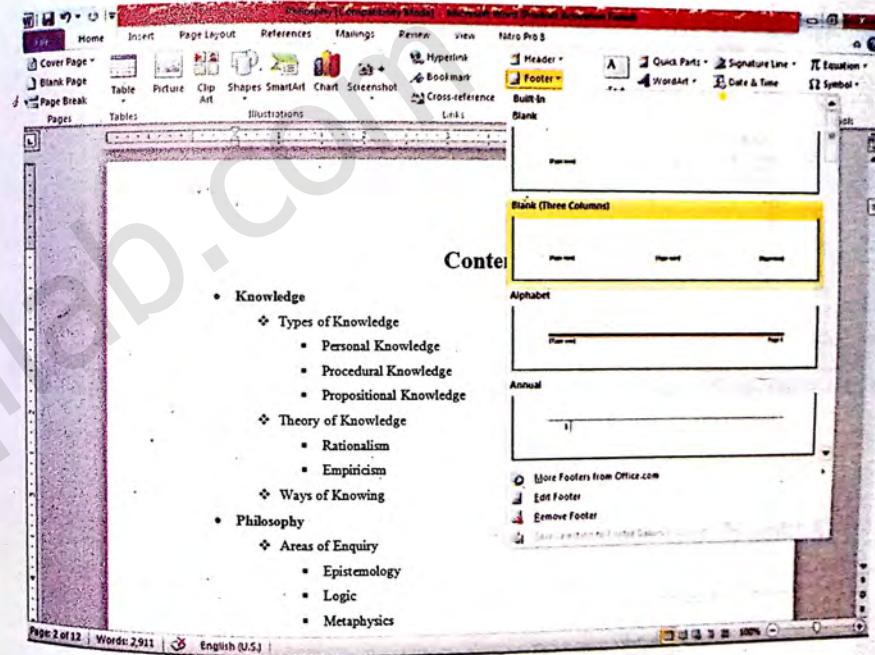 Philosophy [Compatibility Mode] - Microsoft Word (Product Activation Failed)
Home Insert Page Layout References Mailings Review View Nitro Pro 8
Cover Page
Blank Page
Page Break
Pages
Table
Tables
Picture Clip Art Shapes SmartArt Chart Screenshot
Illustrations
Hyperlink
Bookmark
Cross-reference
Links
Header
Footer
A
Quick Parts
WordArt
Signature Line
Date & Time
π Equation
Ω Symbol
Built-In
Blank
Blank (Three Columns)
Alphabet
Annual
More Footers from Office.com
Edit Footer
Remove Footer
Conte
• Knowledge
❖ Types of Knowledge
▪ Personal Knowledge
▪ Procedural Knowledge
▪ Propositional Knowledge
❖ Theory of Knowledge
▪ Rationalism
▪ Empiricism
❖ Ways of Knowing
• Philosophy
❖ Areas of Enquiry
▪ Epistemology
▪ Logic
▪ Metaphysics
Page: 2 of 12 Words: 2,911 English (U.S.) 100%